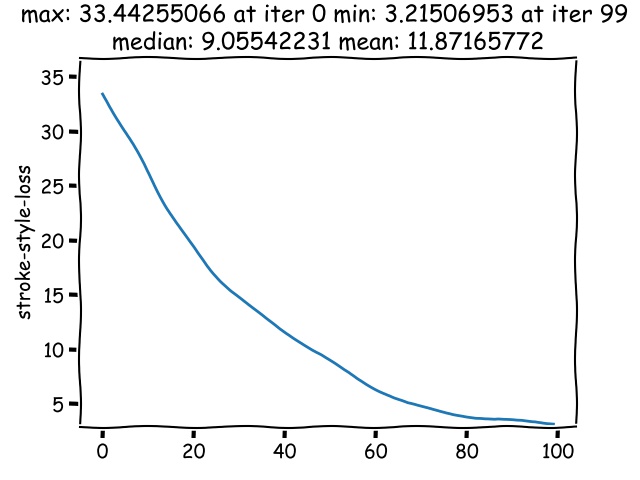 max: 33.44255066 at iter 0 min: 3.21506953 at iter 99
median: 9.05542231 mean: 11.87165772
stroke-style-loss
35
30
25
20
15
10
5
0 20 40 60 80 100